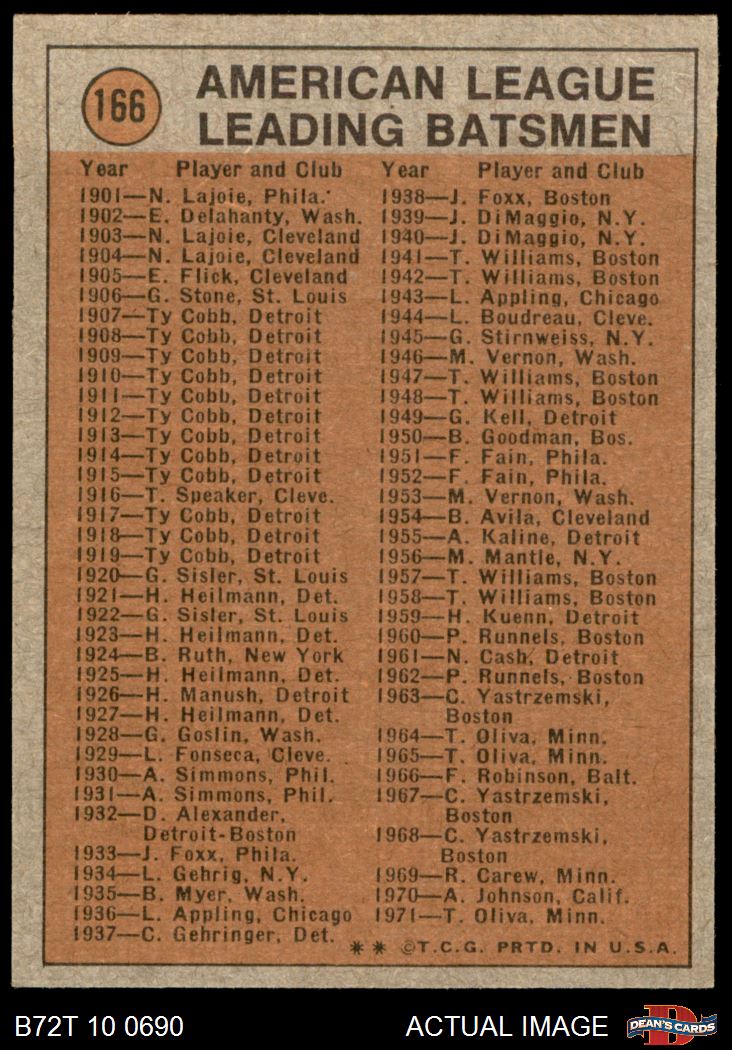 166
AMERICAN LEAGUE
LEADING BATSMEN
Year Player and Club
1901—N. Lajoie, Phila.
1902—E. Delahanty, Wash.
1903—N. Lajoie, Cleveland
1904—N. Lajoie, Cleveland
1905—E. Flick, Cleveland
1906—G. Stone, St. Louis
1907—Ty Cobb, Detroit
1908—Ty Cobb, Detroit
1909—Ty Cobb, Detroit
1910—Ty Cobb, Detroit
1911—Ty Cobb, Detroit
1912—Ty Cobb, Detroit
1913—Ty Cobb, Detroit
1914—Ty Cobb, Detroit
1915—Ty Cobb, Detroit
1916—T. Speaker, Cleve.
1917—Ty Cobb, Detroit
1918—Ty Cobb, Detroit
1919—Ty Cobb, Detroit
1920—G. Sisler, St. Louis
1921—H. Heilmann, Det.
1922—G. Sisler, St. Louis
1923—H. Heilmann, Det.
1924—B. Ruth, New York
1925—H. Heilmann, Det.
1926—H. Manush, Detroit
1927—H. Heilmann, Det.
1928—G. Goslin, Wash.
1929—L. Fonseca, Cleve.
1930—A. Simmons, Phil.
1931—A. Simmons, Phil.
1932—D. Alexander,
Detroit-Boston
1933—J. Foxx, Phila.
1934—L. Gehrig, N.Y.
1935—B. Myer, Wash.
1936—L. Appling, Chicago
1937—C. Gehringer, Det.
Year Player and Club
1938—J. Foxx, Boston
1939—J. DiMaggio, N.Y.
1940—J. DiMaggio, N.Y.
1941—T. Williams, Boston
1942—T. Williams, Boston
1943—L. Appling, Chicago
1944—L. Boudreau, Cleve.
1945—G. Stirnweiss, N.Y.
1946—M. Vernon, Wash.
1947—T. Williams, Boston
1948—T. Williams, Boston
1949—G. Kell, Detroit
1950—B. Goodman, Bos.
1951—F. Fain, Phila.
1952—F. Fain, Phila.
1953—M. Vernon, Wash.
1954—B. Avila, Cleveland
1955—A. Kaline, Detroit
1956—M. Mantle, N.Y.
1957—T. Williams, Boston
1958—T. Williams, Boston
1959—H. Kuenn, Detroit
1960—P. Runnels, Boston
1961—N. Cash, Detroit
1962—P. Runnels, Boston
1963—C. Yastrzemski,
Boston
1964—T. Oliva, Minn.
1965—T. Oliva, Minn.
1966—F. Robinson, Balt.
1967—C. Yastrzemski,
Boston
1968—C. Yastrzemski,
Boston
1969—R. Carew, Minn.
1970—A. Johnson, Calif.
1971—T. Oliva, Minn.
** ©T.C.G. PRTD. IN U.S.A.
B72T 10 0690
ACTUAL IMAGE
D
DEAN'S CARDS